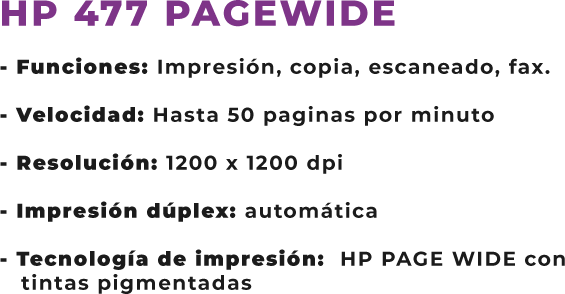 HP 477 PAGEWIDE
- Funciones: Impresión, copia, escaneado, fax.
- Velocidad: Hasta 50 paginas por minuto
- Resolución: 1200 x 1200 dpi
- Impresión dúplex: automática
- Tecnología de impresión: HP PAGE WIDE con
tintas pigmentadas